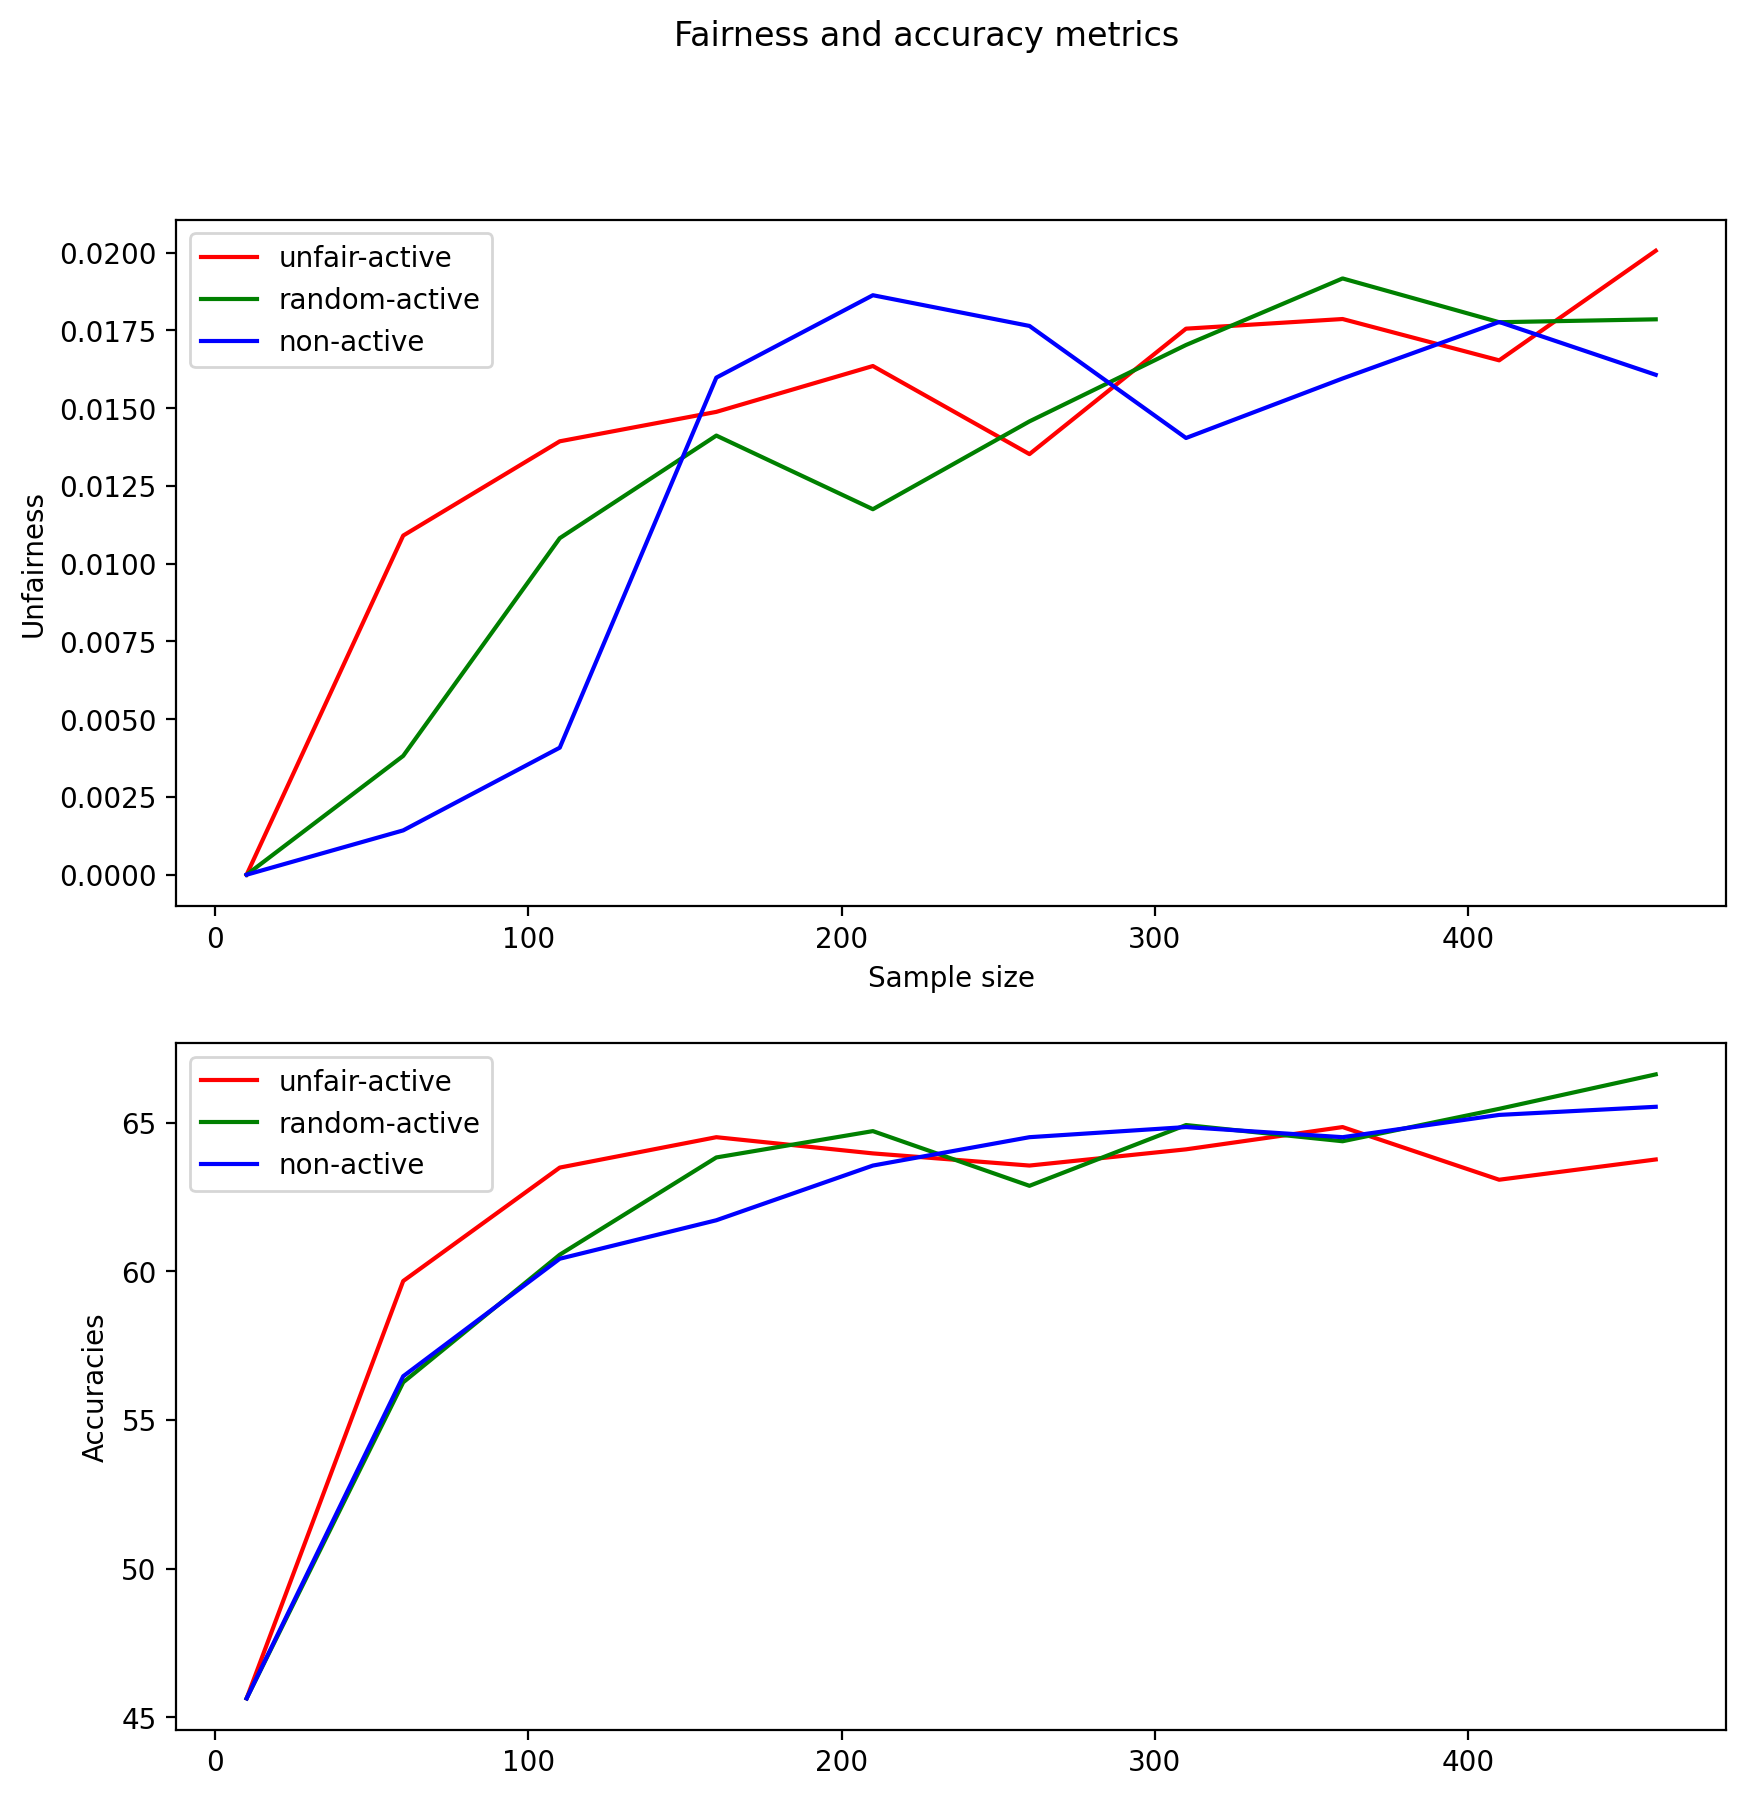 Fairness and accuracy metrics
unfair-active
random-active
non-active
0.0200
0.0175
0.0150
0.0125
0.0100
0.0075
0.0050
0.0025
0.0000
Unfairness
0 100 200 300 400
Sample size
unfair-active
random-active
non-active
65
60
55
50
45
Accuracies
0 100 200 300 400